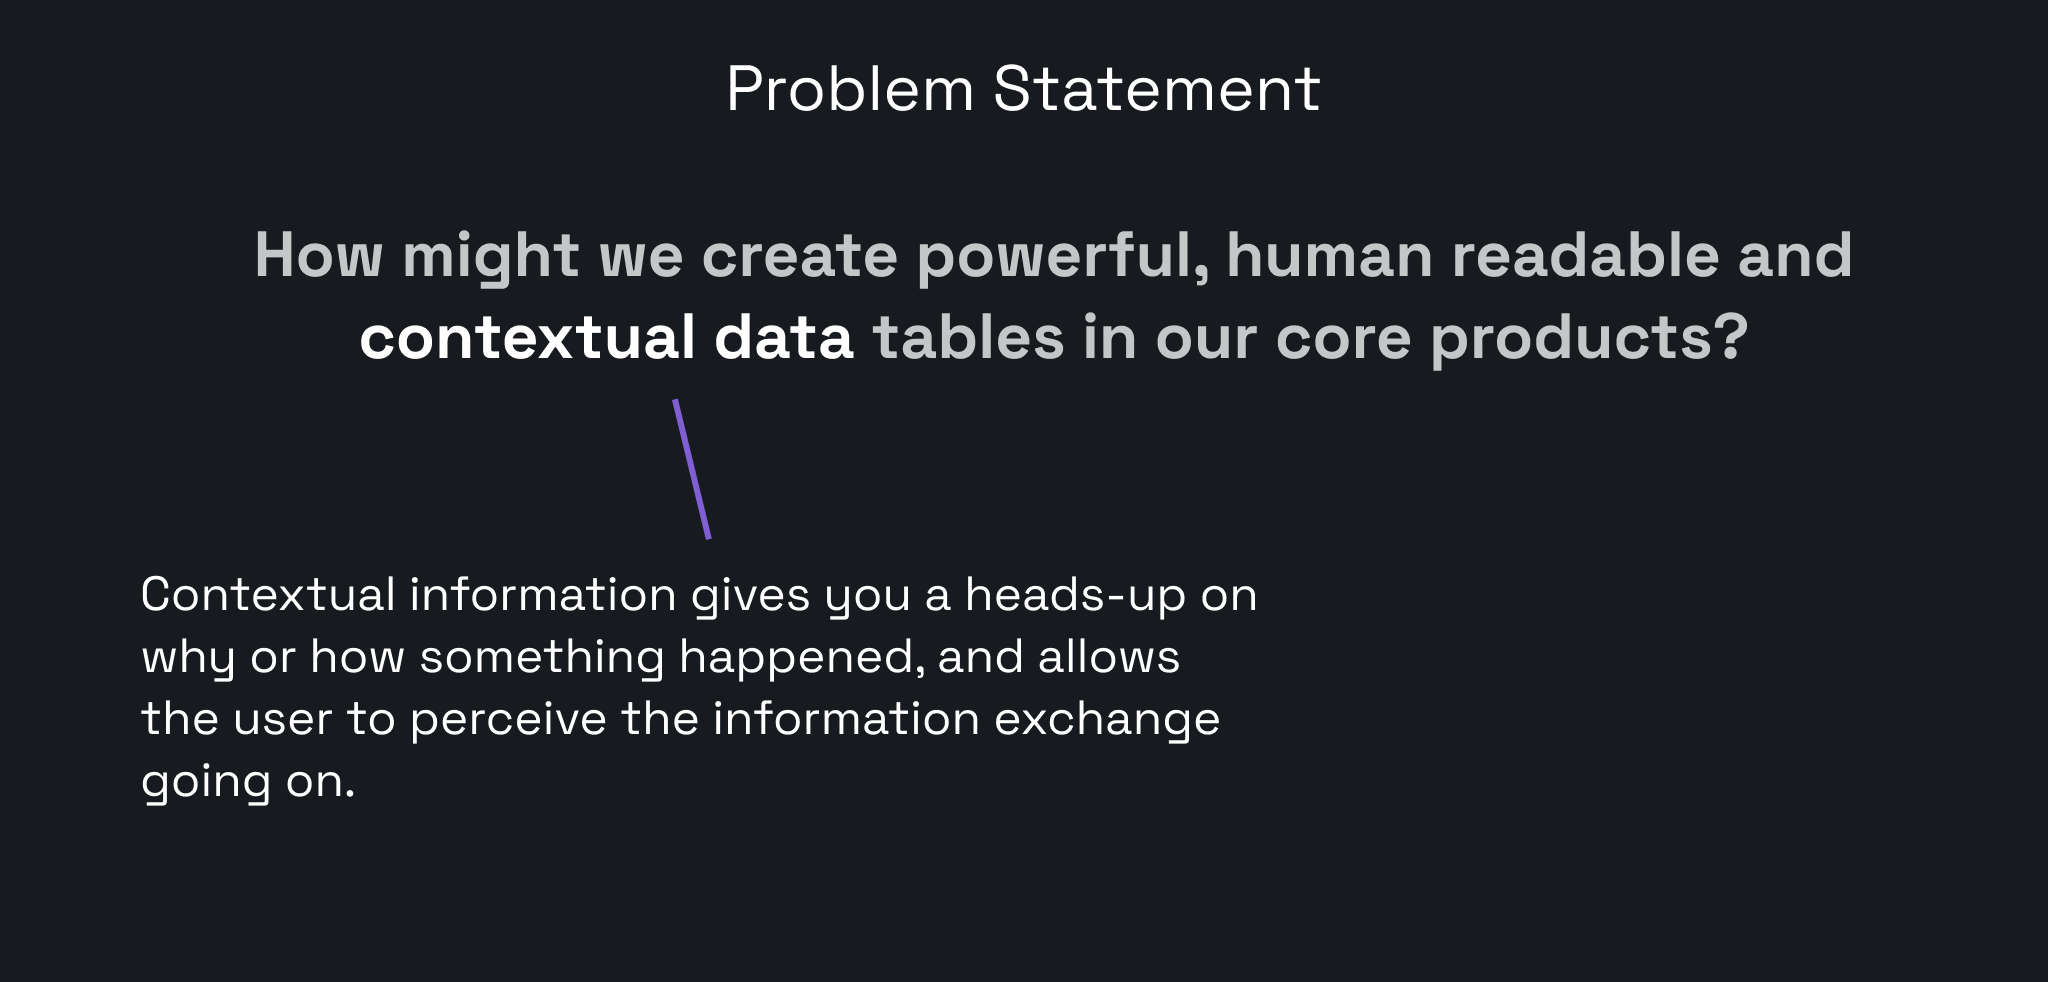 Problem Statement
How might we create powerful, human readable and
contextual data tables in our core products?
Contextual information gives you a heads-up on
why or how something happened, and allows
the user to perceive the information exchange
going on.